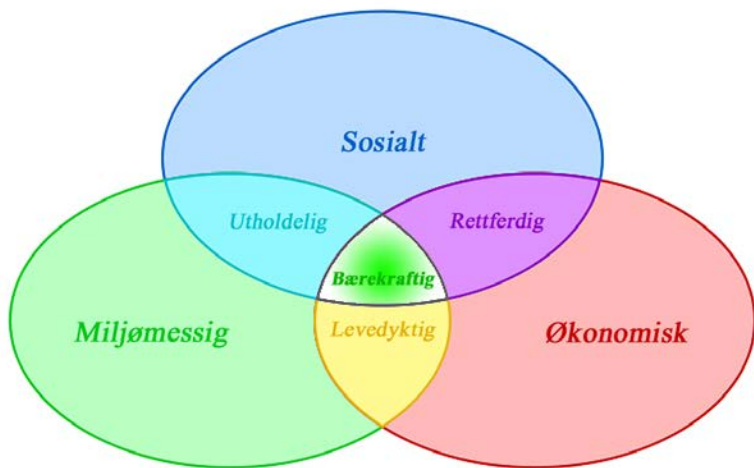 Sosialt
Utholdelig
Rettferdig
Bærekraftig
Miljømessig
Levedyktig
Økonomisk